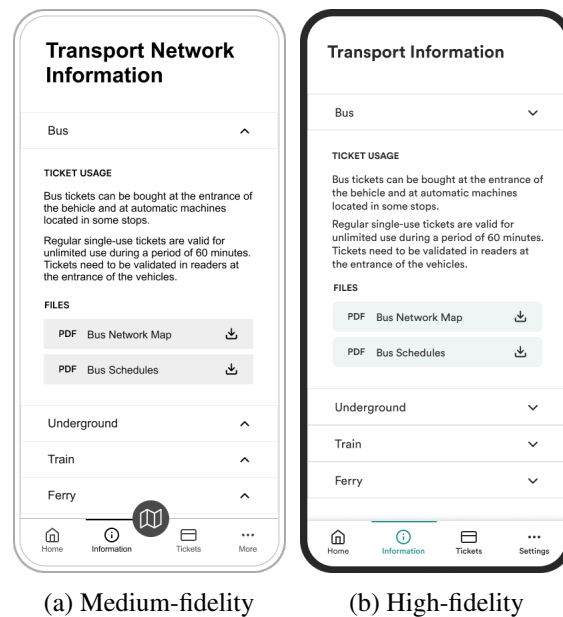 Transport Network
Information
Bus
TICKET USAGE
Bus tickets can be bought at the entrance of
the behicle and at automatic machines
located in some stops.
Regular single-use tickets are valid for
unlimited use during a period of 60 minutes.
Tickets need to be validated in readers at
the entrance of the vehicles.
FILES
PDF Bus Network Map
PDF Bus Schedules
Underground
Train
Ferry
Home Information Tickets More
(a) Medium-fidelity
Transport Information
Bus
TICKET USAGE
Bus tickets can be bought at the entrance of
the behicle and at automatic machines
located in some stops.
Regular single-use tickets are valid for
unlimited use during a period of 60 minutes.
Tickets need to be validated in readers at
the entrance of the vehicles.
FILES
PDF Bus Network Map
PDF Bus Schedules
Underground
Train
Ferry
Home Information Tickets Settings
(b) High-fidelity